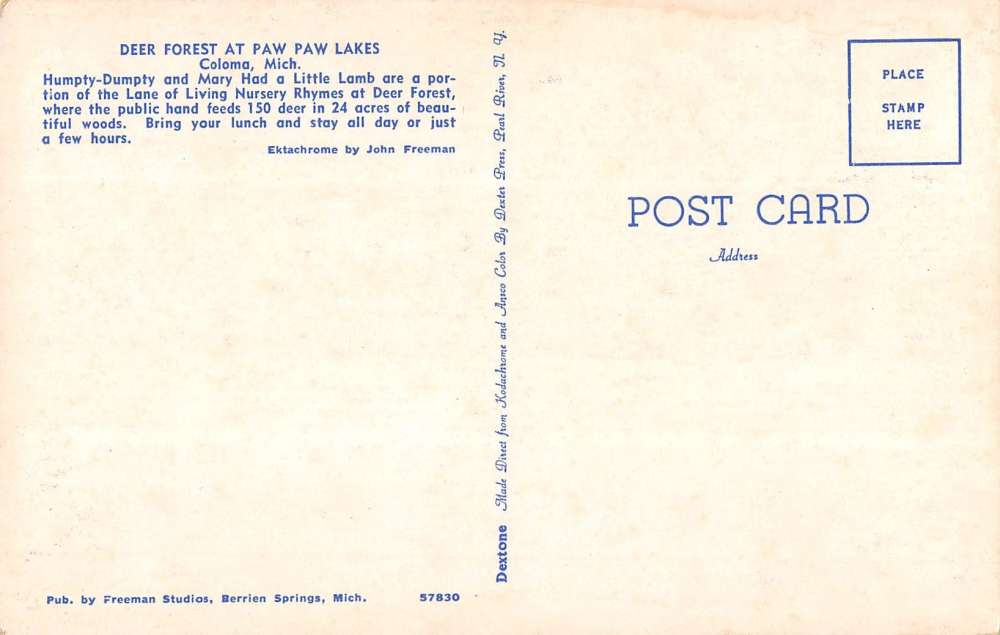 DEER FOREST AT PAW PAW LAKES
Coloma, Mich.
Humpty-Dumpty and Mary Had a Little Lamb are a por-
tion of the Lane of Living Nursery Rhymes at Deer Forest,
where the public hand feeds 150 deer in 24 acres of beau-
tiful woods. Bring your lunch and stay all day or just
a few hours.
Ektachrome by John Freeman
Pub. by Freeman Studios, Berrien Springs, Mich. 57830
Dextone Made Direct from Kodachrome and Ansco Color By Dexter Press, Pearl River, N. Y.
PLACE
STAMP
HERE
POST CARD
Address